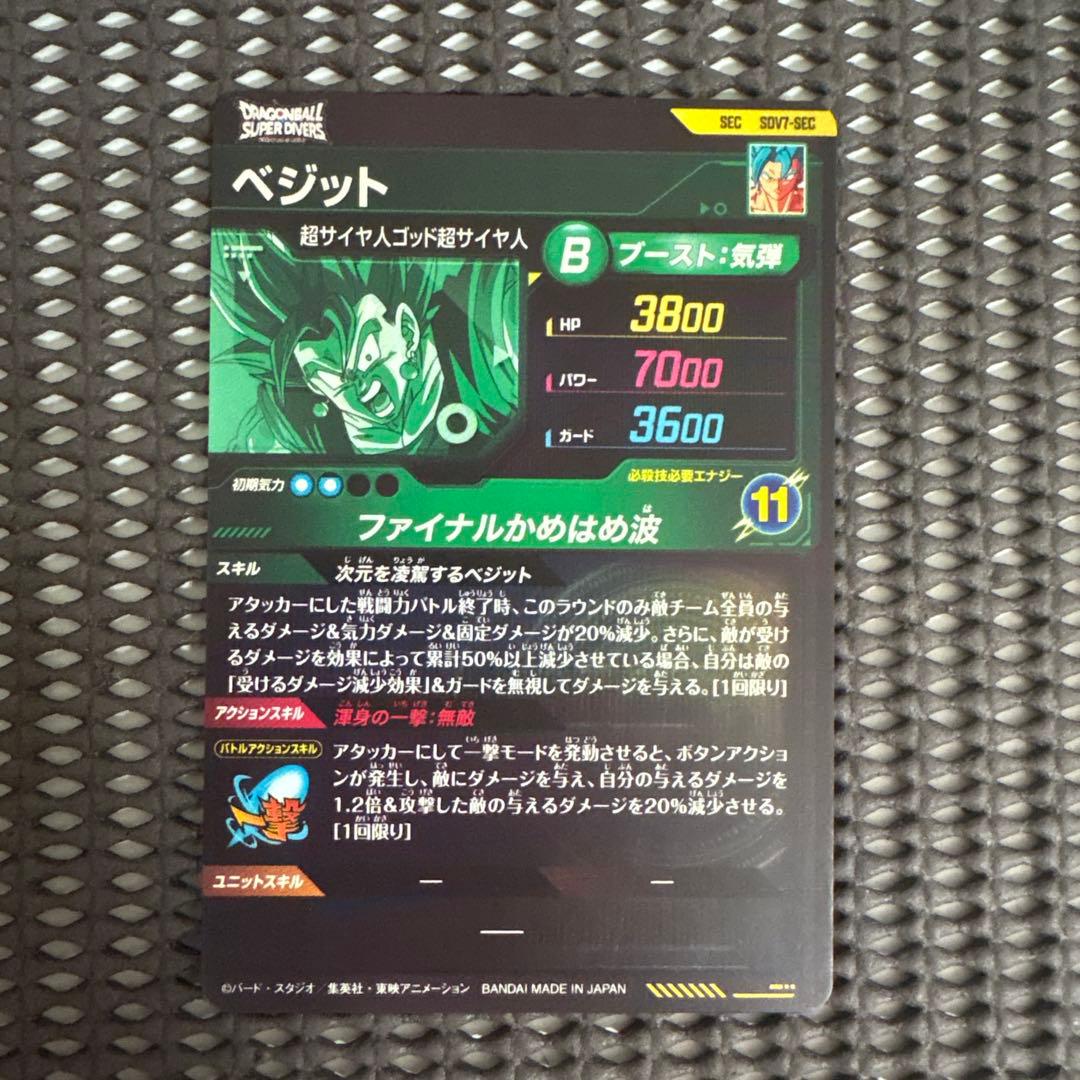 DRAGONBALL
SUPER DIVERS
SEC SDV7-SEC
ベジット
超サイヤ人ゴッド超サイヤ人
B ブースト:気弾
HP 3800
パワー 7000
ガード 3600
初期気力
必殺技必要エナジー
11
ファイナルかめはめ波
スキル 次元を凌駕するベジット
アタッカーにした戦闘力バトル終了時、このラウンドのみ敵チーム全員の与
えるダメージ&気力ダメージ&固定ダメージが20%減少。さらに、敵が受け
るダメージを効果によって累計50%以上減少させている場合、自分は敵の
「受けるダメージ減少効果」&ガードを無視してダメージを与える。[1回限り]
アクションスキル 渾身の一撃:無敵
バトルアクションスキル
アタッカーにして一撃モードを発動させると、ボタンアクショ
ンが発生し、敵にダメージを与え、自分の与えるダメージを
1.2倍&攻撃した敵の与えるダメージを20%減少させる。
[1回限り]
一撃
ユニットスキル ー ー
ー
©バード・スタジオ/集英社・東映アニメーション BANDAI MADE IN JAPAN